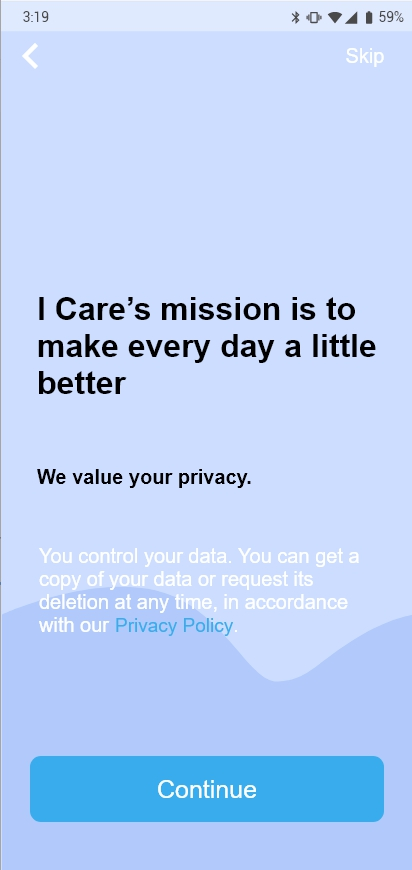 3:19
59%
Skip
I Care’s mission is to
make every day a little
better
We value your privacy.
You control your data. You can get a
copy of your data or request its
deletion at any time, in accordance
with our Privacy Policy.
Continue